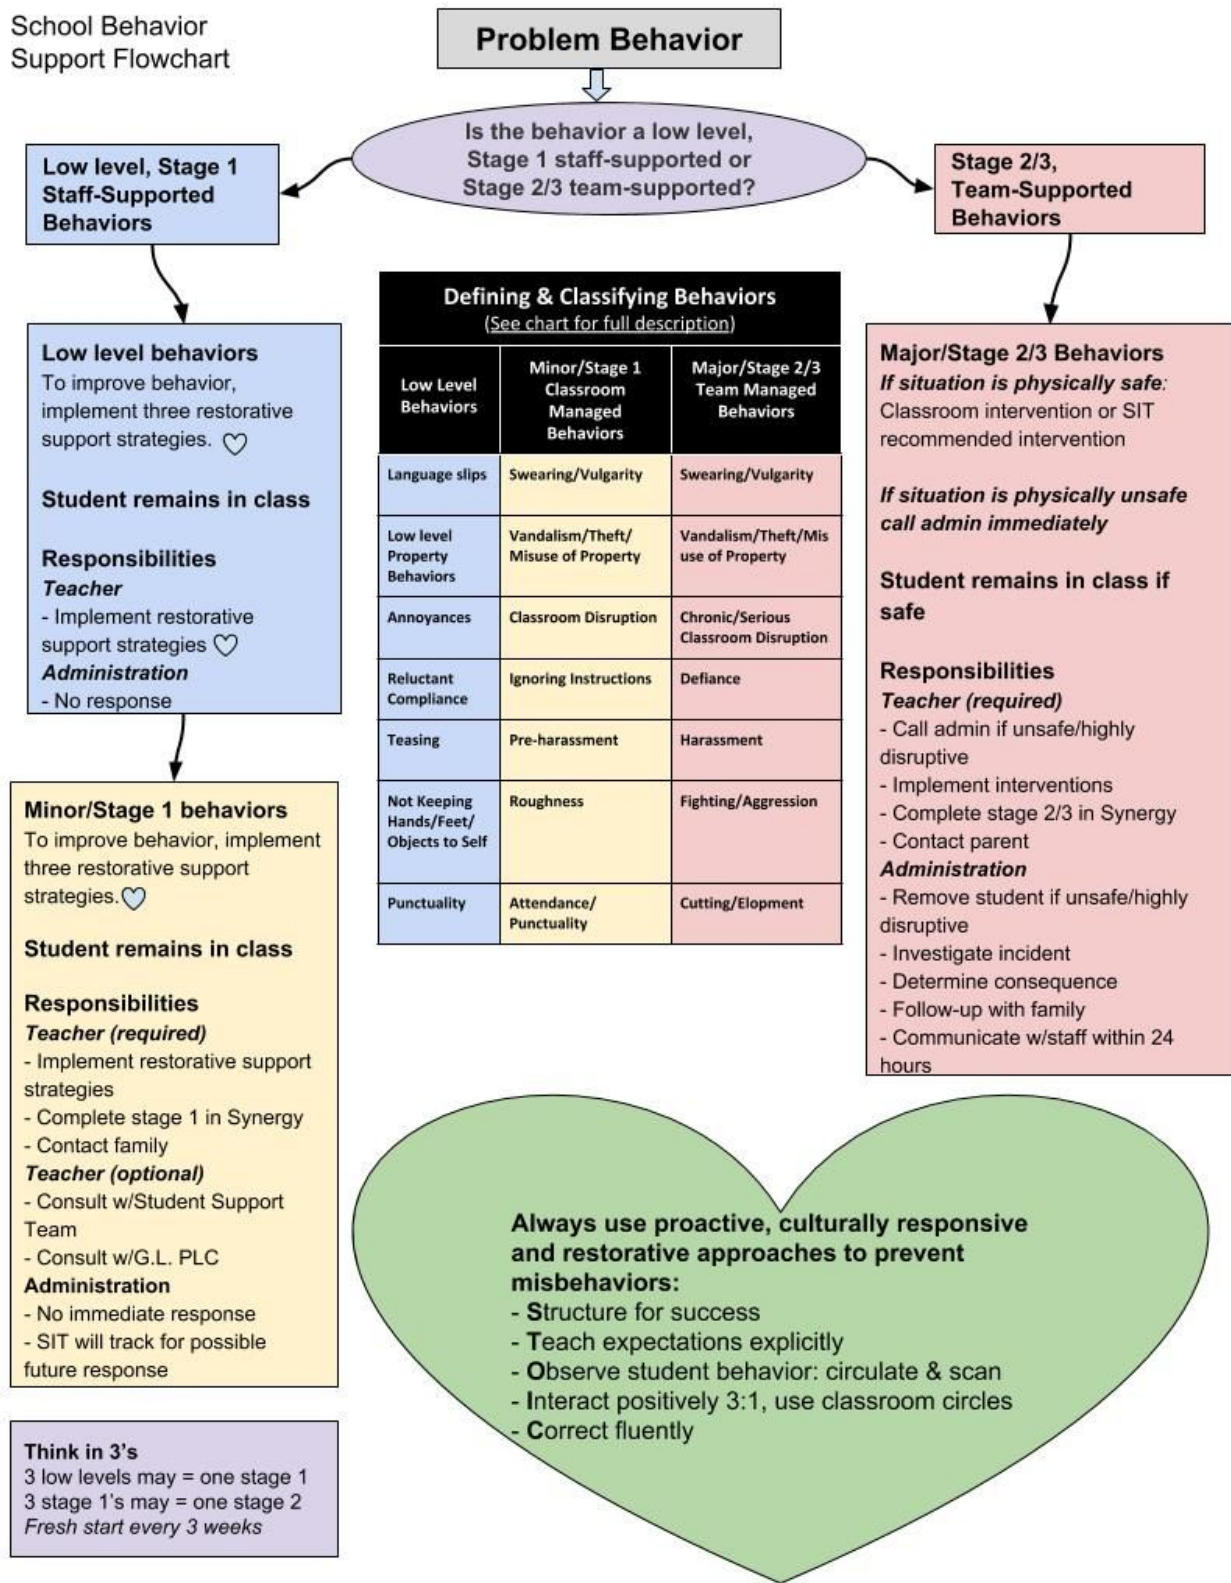 School Behavior
Support Flowchart
Problem Behavior
Is the behavior a low level,
Stage 1 staff-supported or
Stage 2/3 team-supported?
Low level, Stage 1
Staff-Supported
Behaviors
Stage 2/3,
Team-Supported
Behaviors
Low level behaviors
To improve behavior,
implement three restorative
support strategies. ♡
Student remains in class
Responsibilities
Teacher
- Implement restorative
support strategies ♡
Administration
- No response
Minor/Stage 1 behaviors
To improve behavior, implement
three restorative support
strategies.♡
Student remains in class
Responsibilities
Teacher (required)
- Implement restorative support
strategies
- Complete stage 1 in Synergy
- Contact family
Teacher (optional)
- Consult w/Student Support
Team
- Consult w/G.L. PLC
Administration
- No immediate response
- SIT will track for possible
future response
Think in 3's
3 low levels may = one stage 1
3 stage 1's may = one stage 2
Fresh start every 3 weeks
Defining & Classifying Behaviors
(See chart for full description)
Low Level
Behaviors
Minor/Stage 1
Classroom
Managed
Behaviors
Major/Stage 2/3
Team Managed
Behaviors
Language slips
Swearing/Vulgarity
Swearing/Vulgarity
Low level
Property
Behaviors
Vandalism/Theft/
Misuse of Property
Vandalism/Theft/Mis
use of Property
Annoyances
Classroom Disruption
Chronic/Serious
Classroom Disruption
Reluctant
Compliance
Ignoring Instructions
Defiance
Teasing
Pre-harassment
Harassment
Not Keeping
Hands/Feet/
Objects to Self
Roughness
Fighting/Aggression
Punctuality
Attendance/
Punctuality
Cutting/Elopment
Major/Stage 2/3 Behaviors
If situation is physically safe:
Classroom intervention or SIT
recommended intervention
If situation is physically unsafe
call admin immediately
Student remains in class if
safe
Responsibilities
Teacher (required)
- Call admin if unsafe/highly
disruptive
- Implement interventions
- Complete stage 2/3 in Synergy
- Contact parent
Administration
- Remove student if unsafe/highly
disruptive
- Investigate incident
- Determine consequence
- Follow-up with family
- Communicate w/staff within 24
hours
Always use proactive, culturally responsive
and restorative approaches to prevent
misbehaviors:
- Structure for success
- Teach expectations explicitly
- Observe student behavior: circulate & scan
- Interact positively 3:1, use classroom circles
- Correct fluently